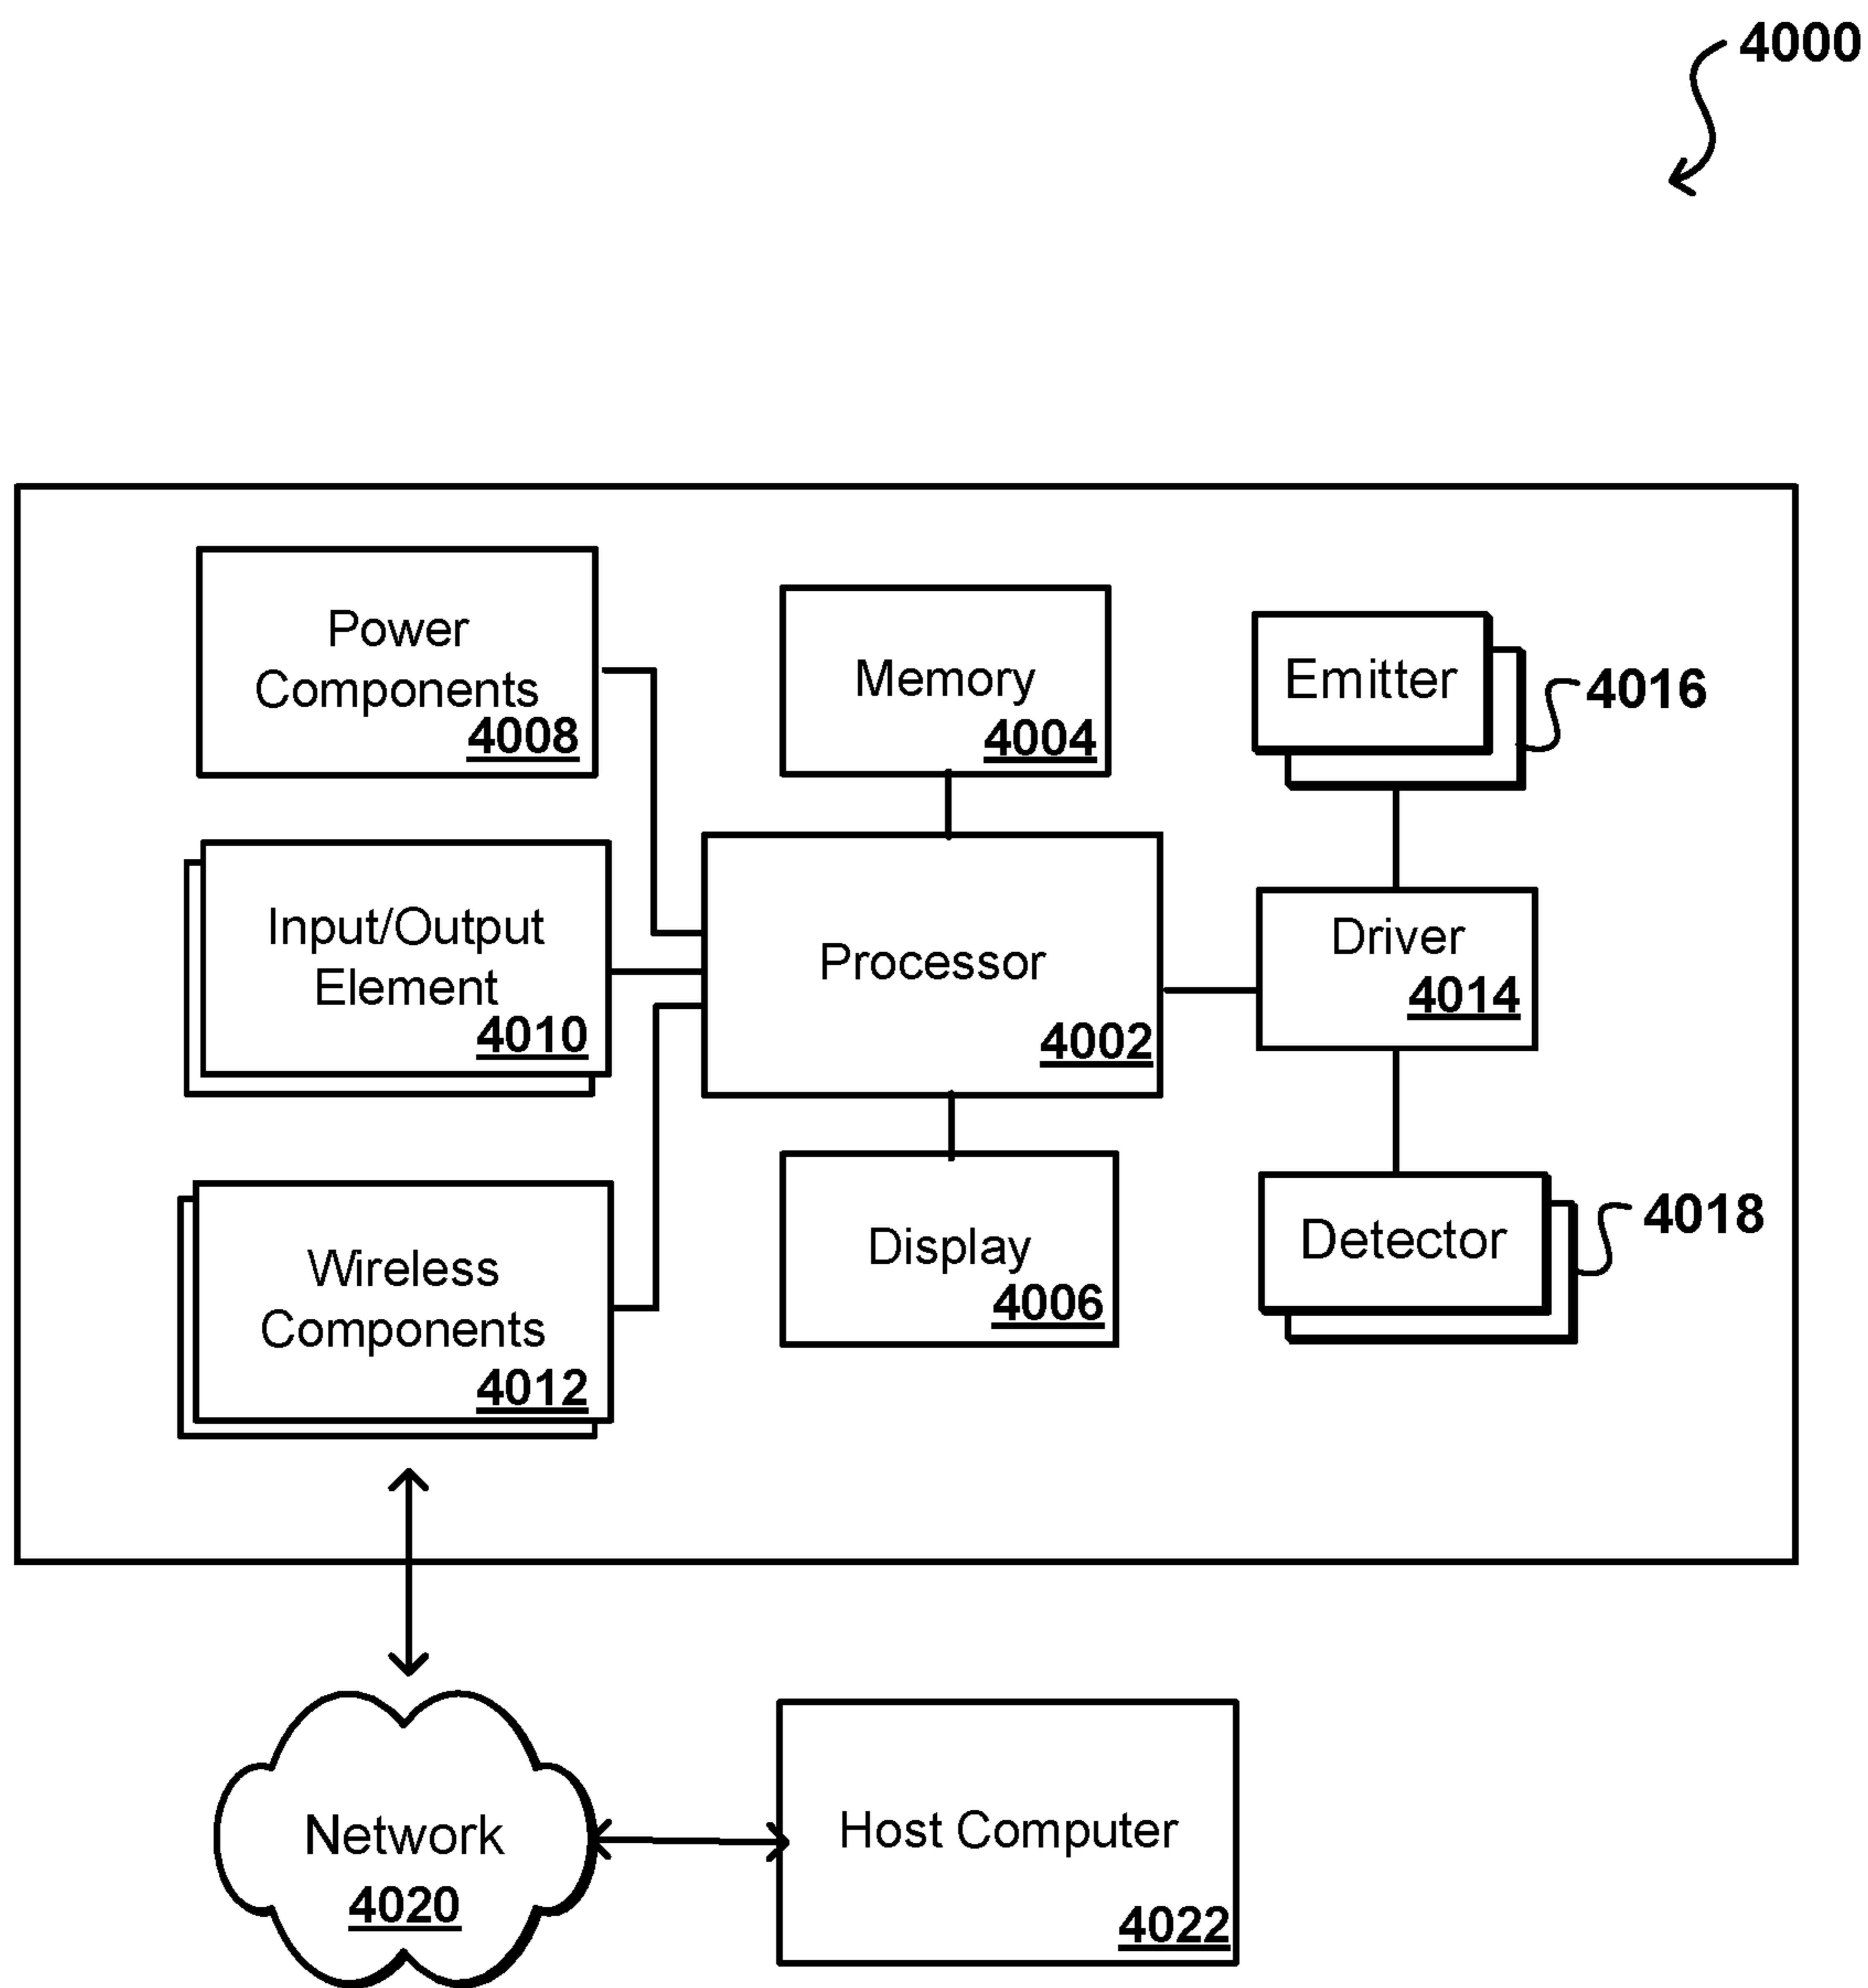 4000
Power
Components
4008
Memory
4004
Emitter
4016
Input/Output
Element
4010
Processor
4002
Driver
4014
Wireless
Components
4012
Display
4006
Detector
4018
Network
4020
Host Computer
4022